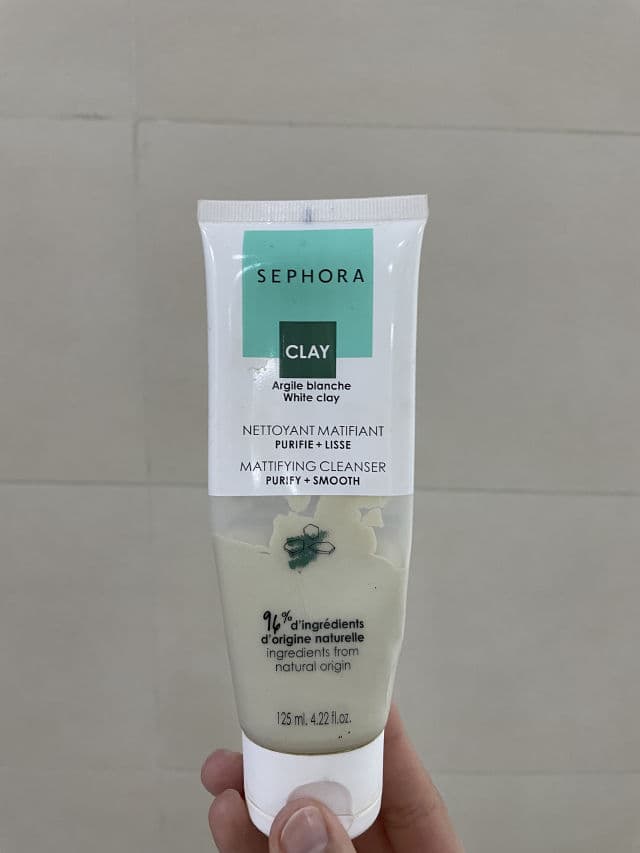 SEPHORA
CLAY
Argile blanche
White clay
NETTOYANT MATIFIANT
PURIFIE + LISSE
MATTIFYING CLEANSER
PURIFY + SMOOTH
96% d'ingrédients
d'origine naturelle
ingredients from
natural origin
125 ml. 4.22 fl.oz.